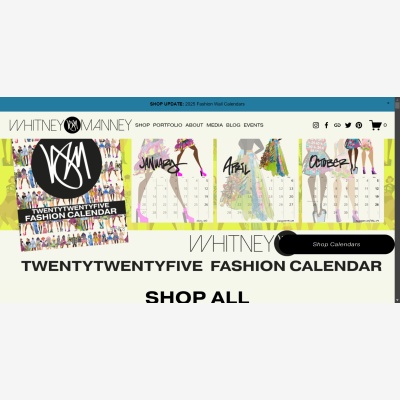 SHOP UPDATE: 2025 Fashion Wall Calendars
WHITNEY MANNEY
SHOP PORTFOLIO ABOUT MEDIA BLOG EVENTS
0
JANUARY
APRIL
OCTOBER
TWENTYTWENTYFIVE
FASHION CALENDAR
WHITNEY
Shop Calendars
TWENTYTWENTYFIVE FASHION CALENDAR
SHOP ALL